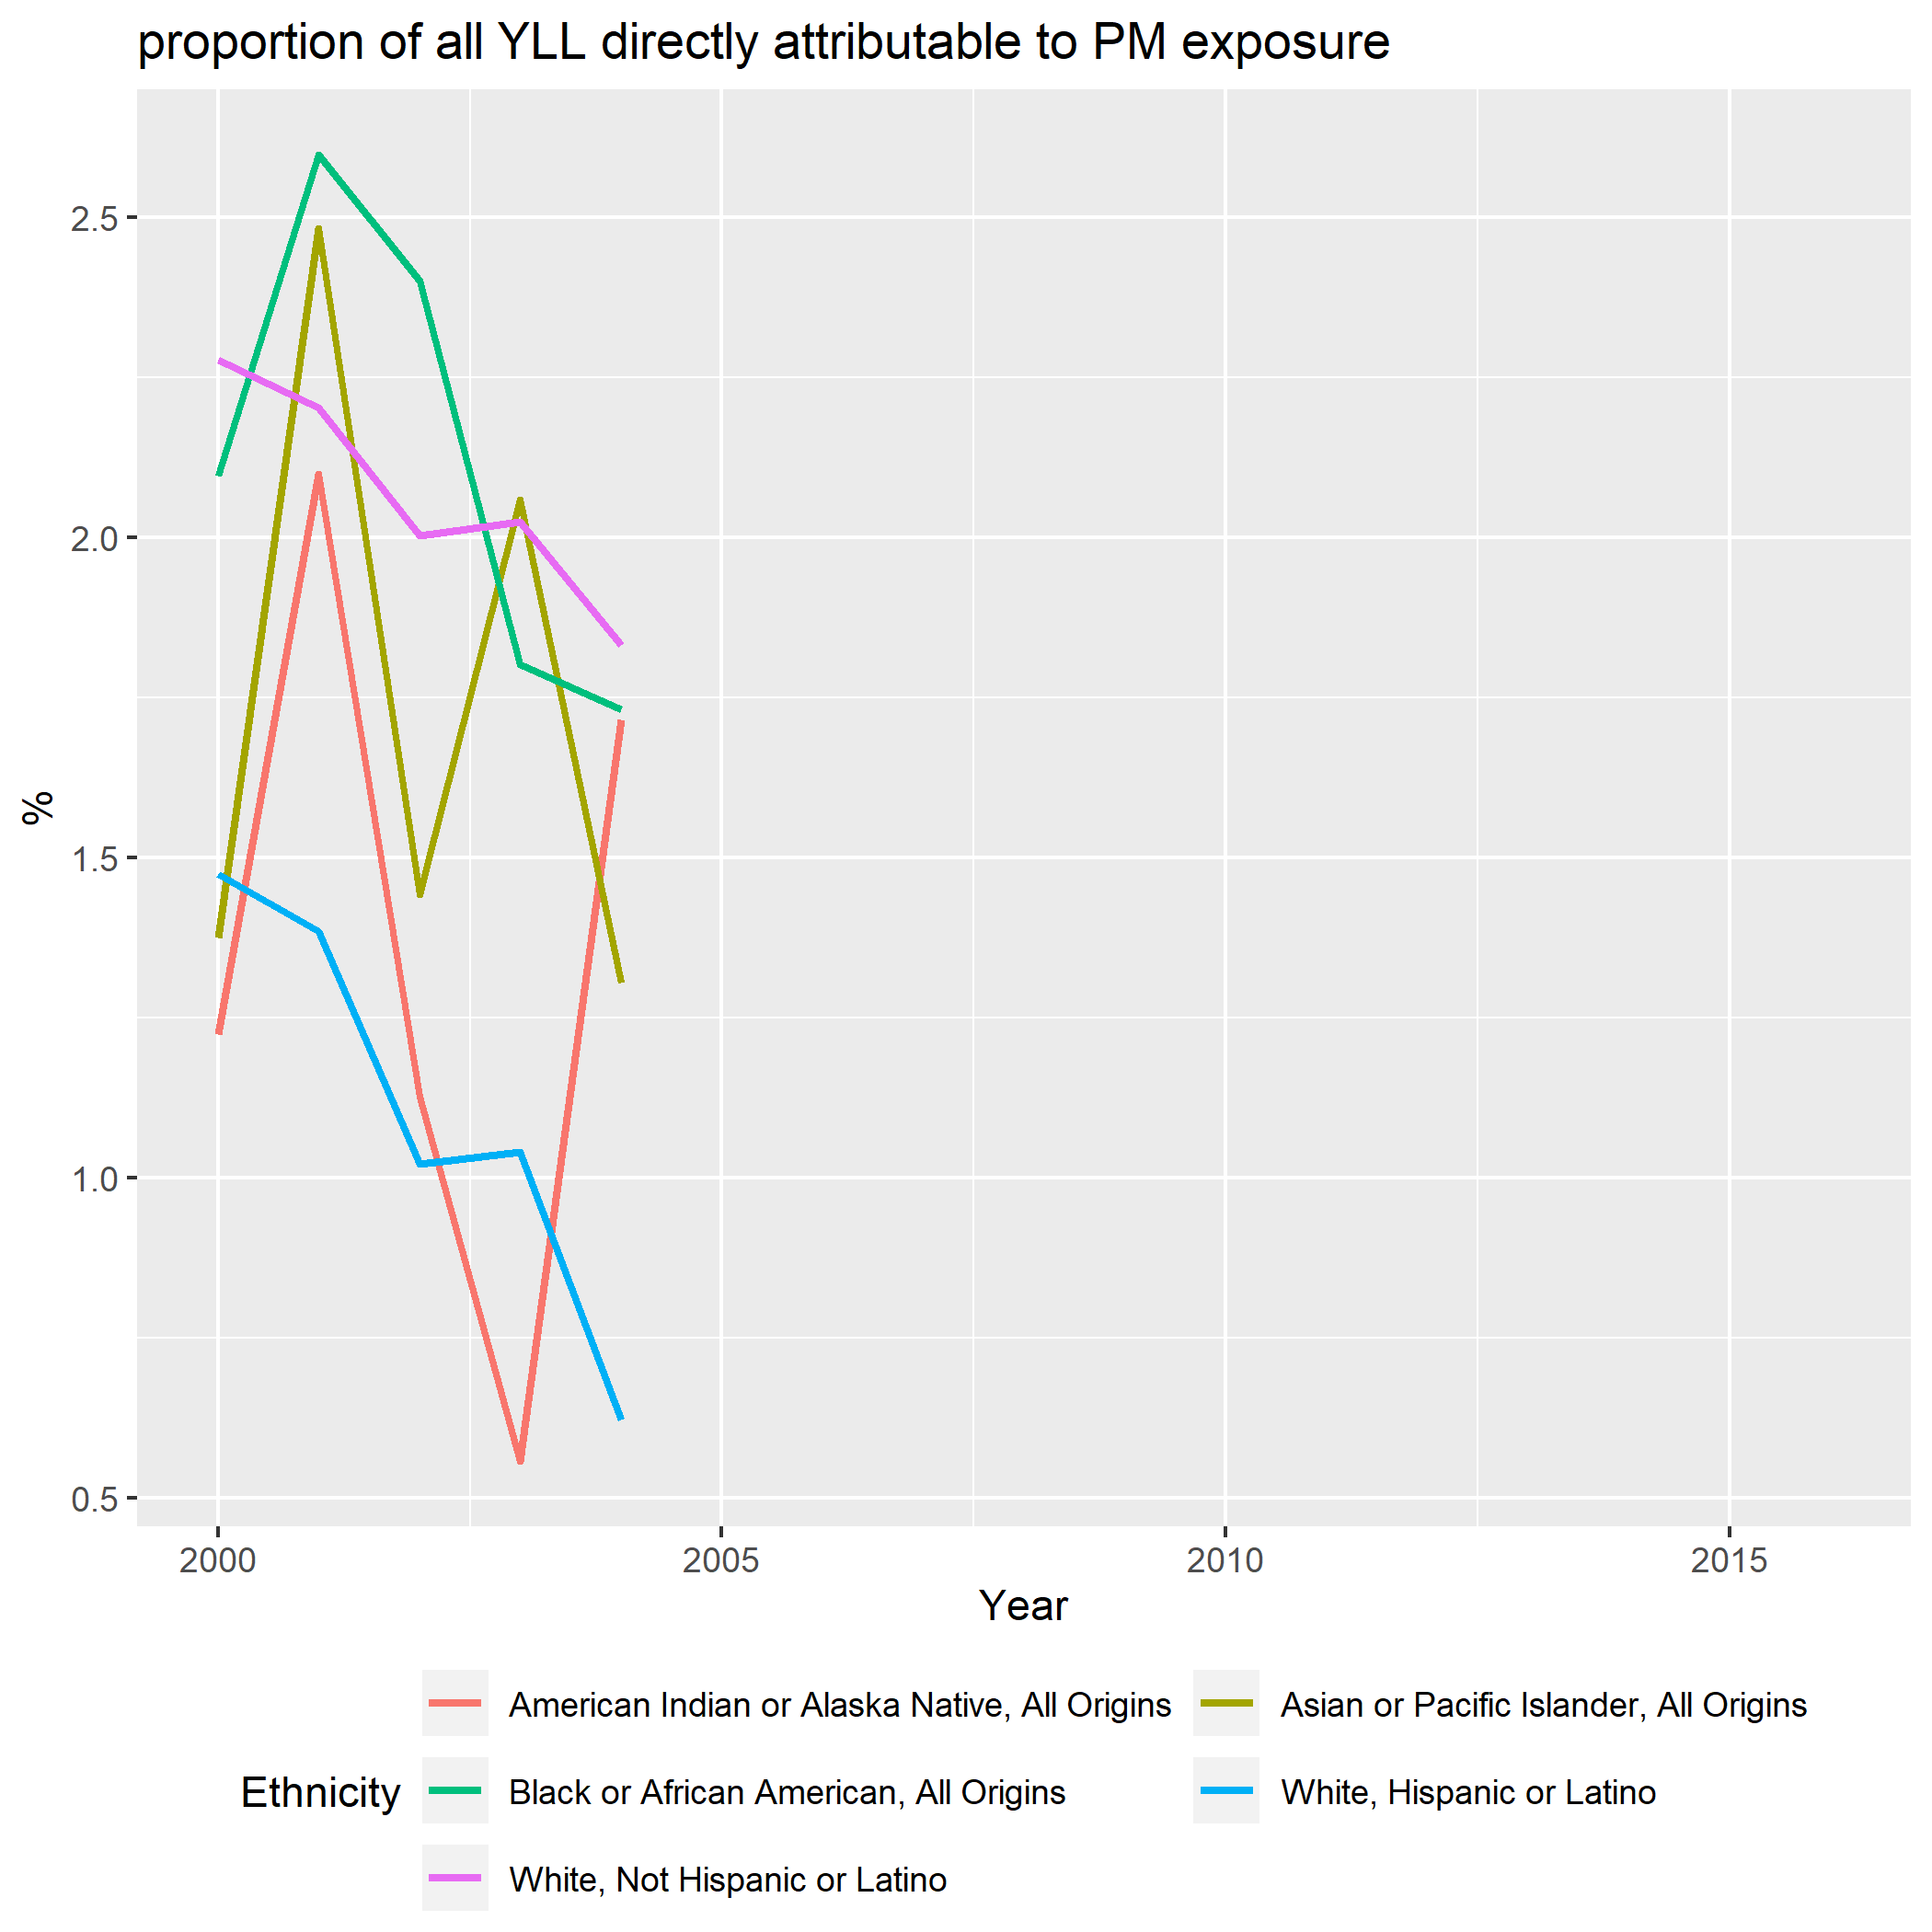 proportion of all YLL directly attributable to PM exposure
2.5
2.0
1.5
1.0
0.5
%
2000 2005 2010 2015
Year
Ethnicity
American Indian or Alaska Native, All Origins
Asian or Pacific Islander, All Origins
Black or African American, All Origins
White, Hispanic or Latino
White, Not Hispanic or Latino